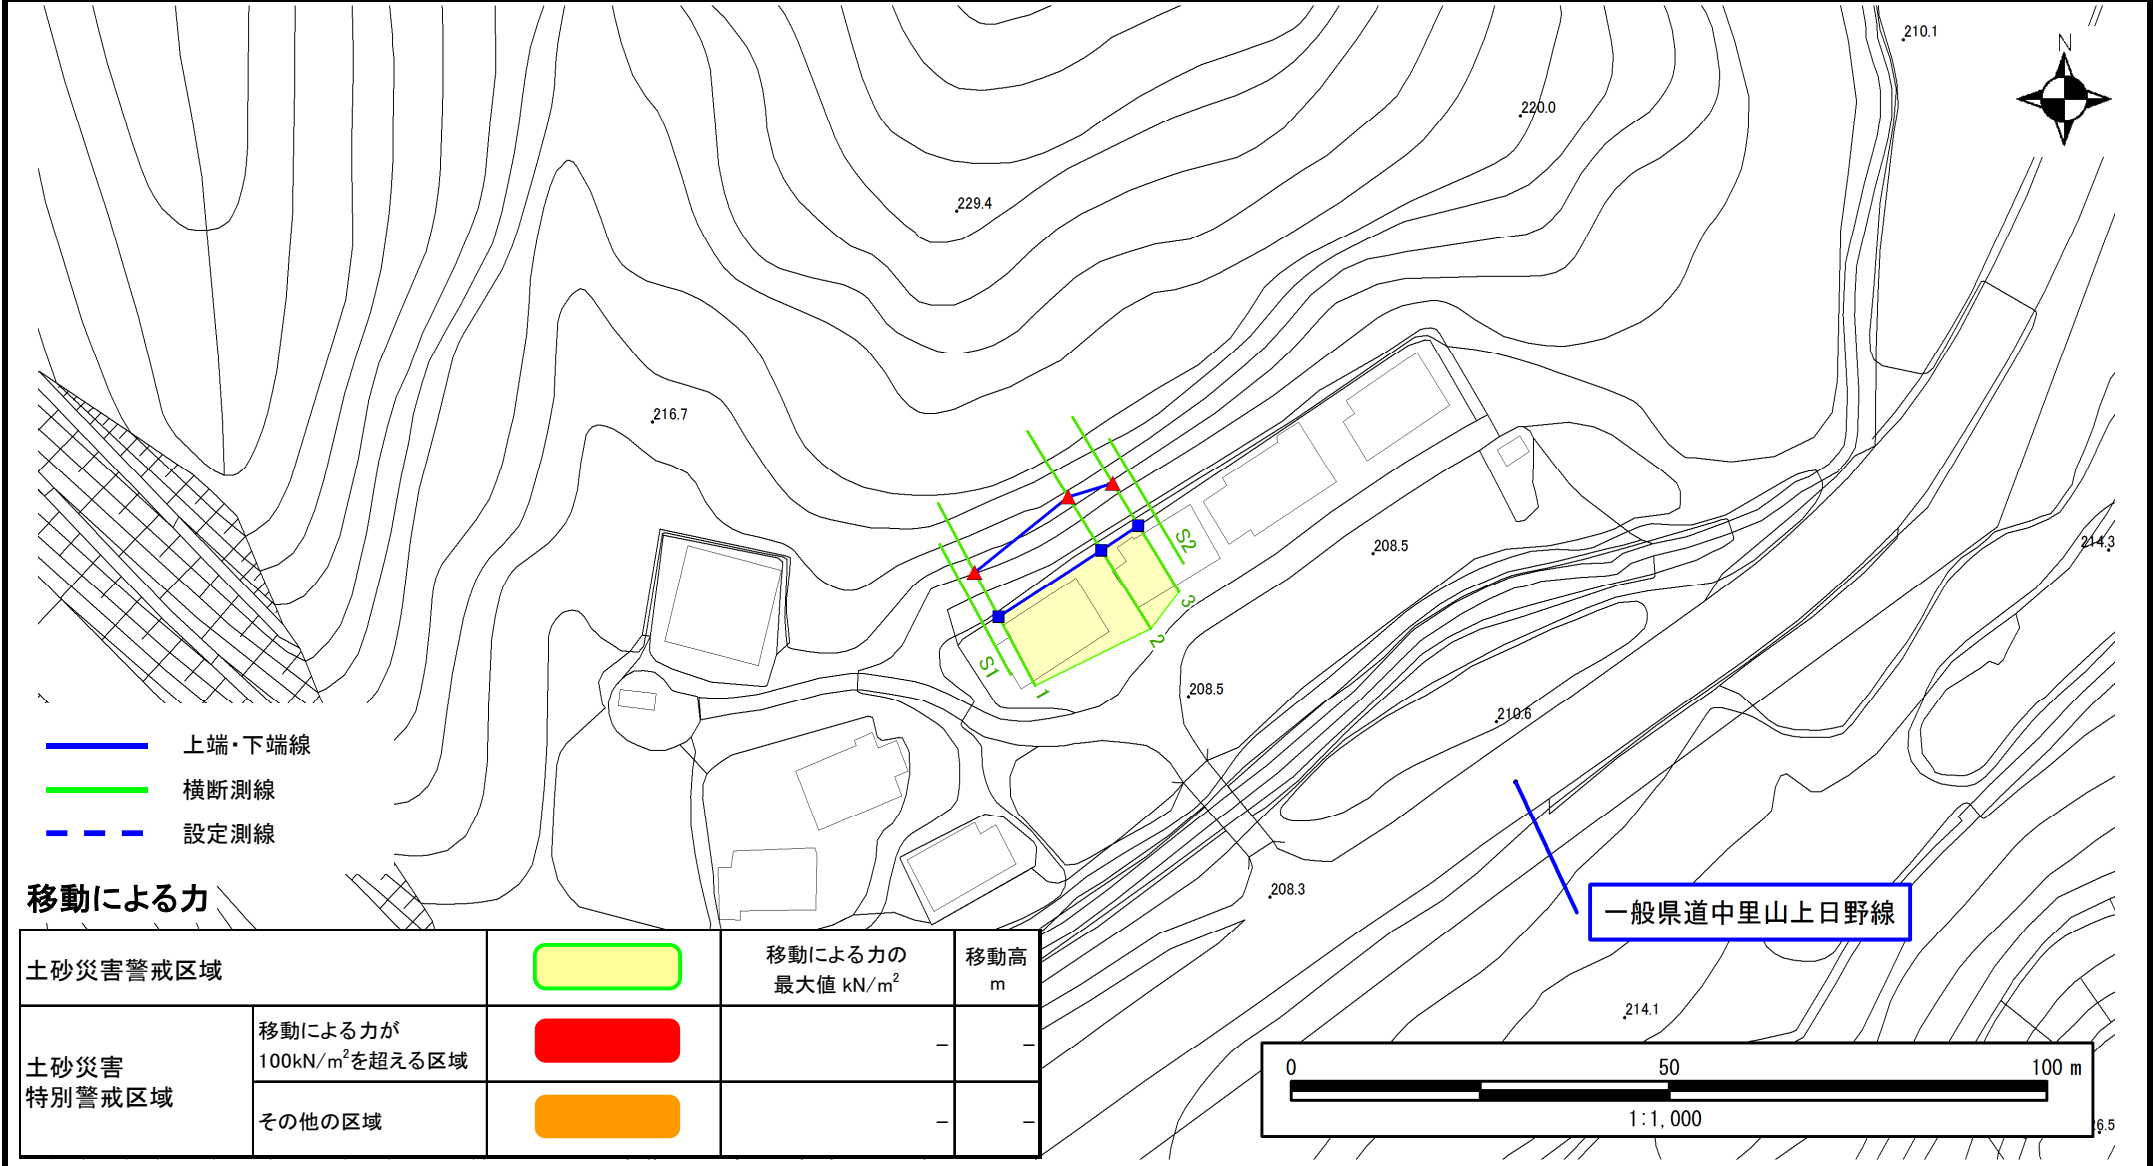 210.1
N
220.0
229.4
216.7
208.5
214.3
S2
3
2
S1
1
208.5
210.6
上端・下端線
横断測線
設定測線
移動による力
208.3
一般県道中里山上日野線
土砂災害警戒区域
移動による力の
最大値 kN/m²
移動高
m
土砂災害
特別警戒区域
移動による力が
100kN/m²を超える区域
－ －
その他の区域
－ －
214.1
0 50 100 m
1:1,000
26.5